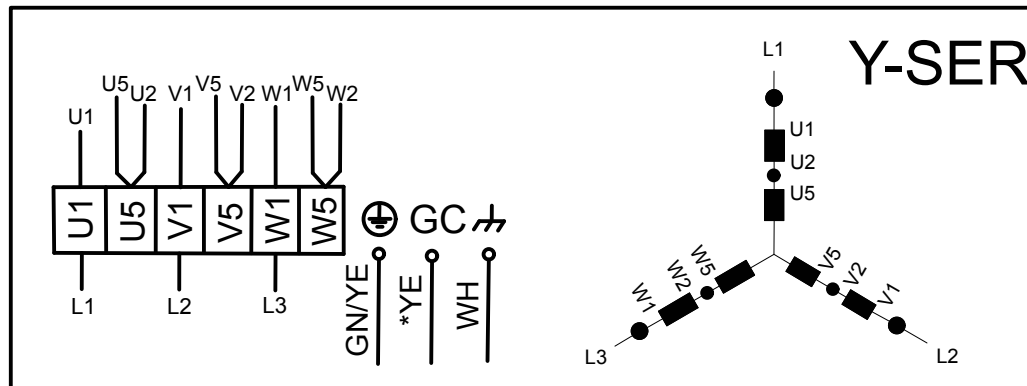 Y-SER
U1 U5 U2 V1 V5 V2 W1 W5 W2
U1 U5 V1 V5 W1 W5
L1 L2 L3
GC
GN/YE *YE WH
L1
U1
U2
U5
W1 W2 W5
V5 V2 V1
L3
L2